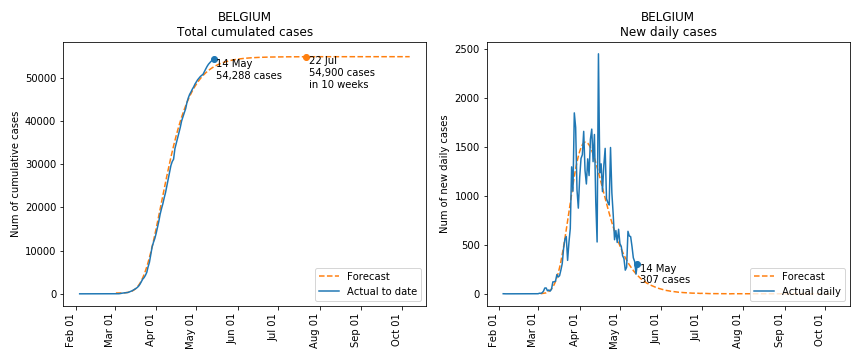 BELGIUM
Total cumulated cases
Num of cumulative cases
50000
40000
30000
20000
10000
0
14 May
54,288 cases
22 Jul
54,900 cases
in 10 weeks
Forecast
Actual to date
Feb 01
Mar 01
Apr 01
May 01
Jun 01
Jul 01
Aug 01
Sep 01
Oct 01
BELGIUM
New daily cases
Num of new daily cases
2500
2000
1500
1000
500
0
14 May
307 cases
Forecast
Actual daily
Feb 01
Mar 01
Apr 01
May 01
Jun 01
Jul 01
Aug 01
Sep 01
Oct 01